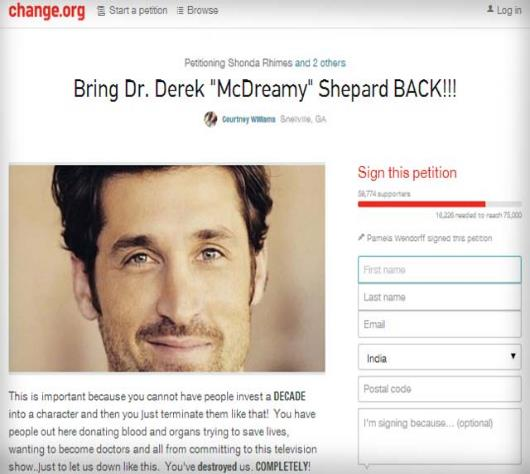 change.org Start a petition Browse Log in
Petitioning Shonda Rhimes and 2 others
Bring Dr. Derek "McDreamy" Shepard BACK!!!
Courtney Williams Snellville, GA
Sign this petition
58,774 supporters
16,226 needed to reach 75,000
Pamela Wendorff signed this petition
First name
Last name
Email
India
Postal code
I'm signing because... (optional)
This is important because you cannot have people invest a DECADE
into a character and then you just terminate them like that! You have
people out here donating blood and organs trying to save lives,
wanting to become doctors and all from committing to this television
show..just to let us down like this. You've destroyed us. COMPLETELY!